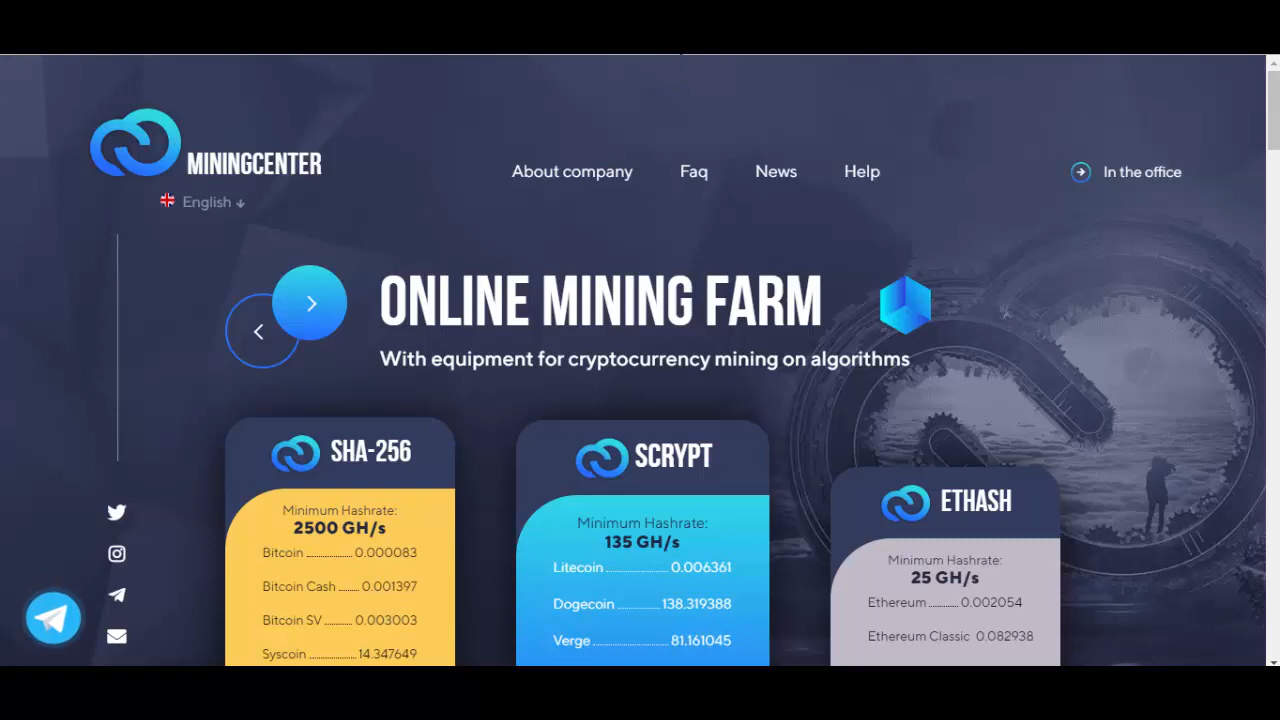 MININGCENTER
English
About company
Faq
News
Help
In the office
ONLINE MINING FARM
With equipment for cryptocurrency mining on algorithms
SHA-256
Minimum Hashrate:
2500 GH/s
Bitcoin 0.000083
Bitcoin Cash 0.001397
Bitcoin SV 0.003003
Syscoin 14.347649
SCRYPT
Minimum Hashrate:
135 GH/s
Litecoin 0.006361
Dogecoin 138.319388
Verge 81.161045
ETHASH
Minimum Hashrate:
25 GH/s
Ethereum 0.002054
Ethereum Classic 0.082938